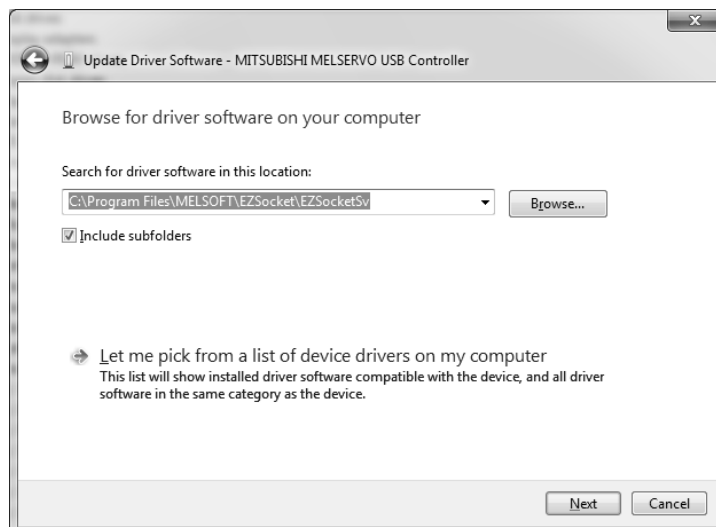 Update Driver Software - MITSUBISHI MELSERVO USB Controller
Browse for driver software on your computer
Search for driver software in this location:
C:\Program Files\MELSOFT\EZSocket\EZSocketSv
Browse...
Include subfolders
Let me pick from a list of device drivers on my computer
This list will show installed driver software compatible with the device, and all driver
software in the same category as the device.
Next
Cancel